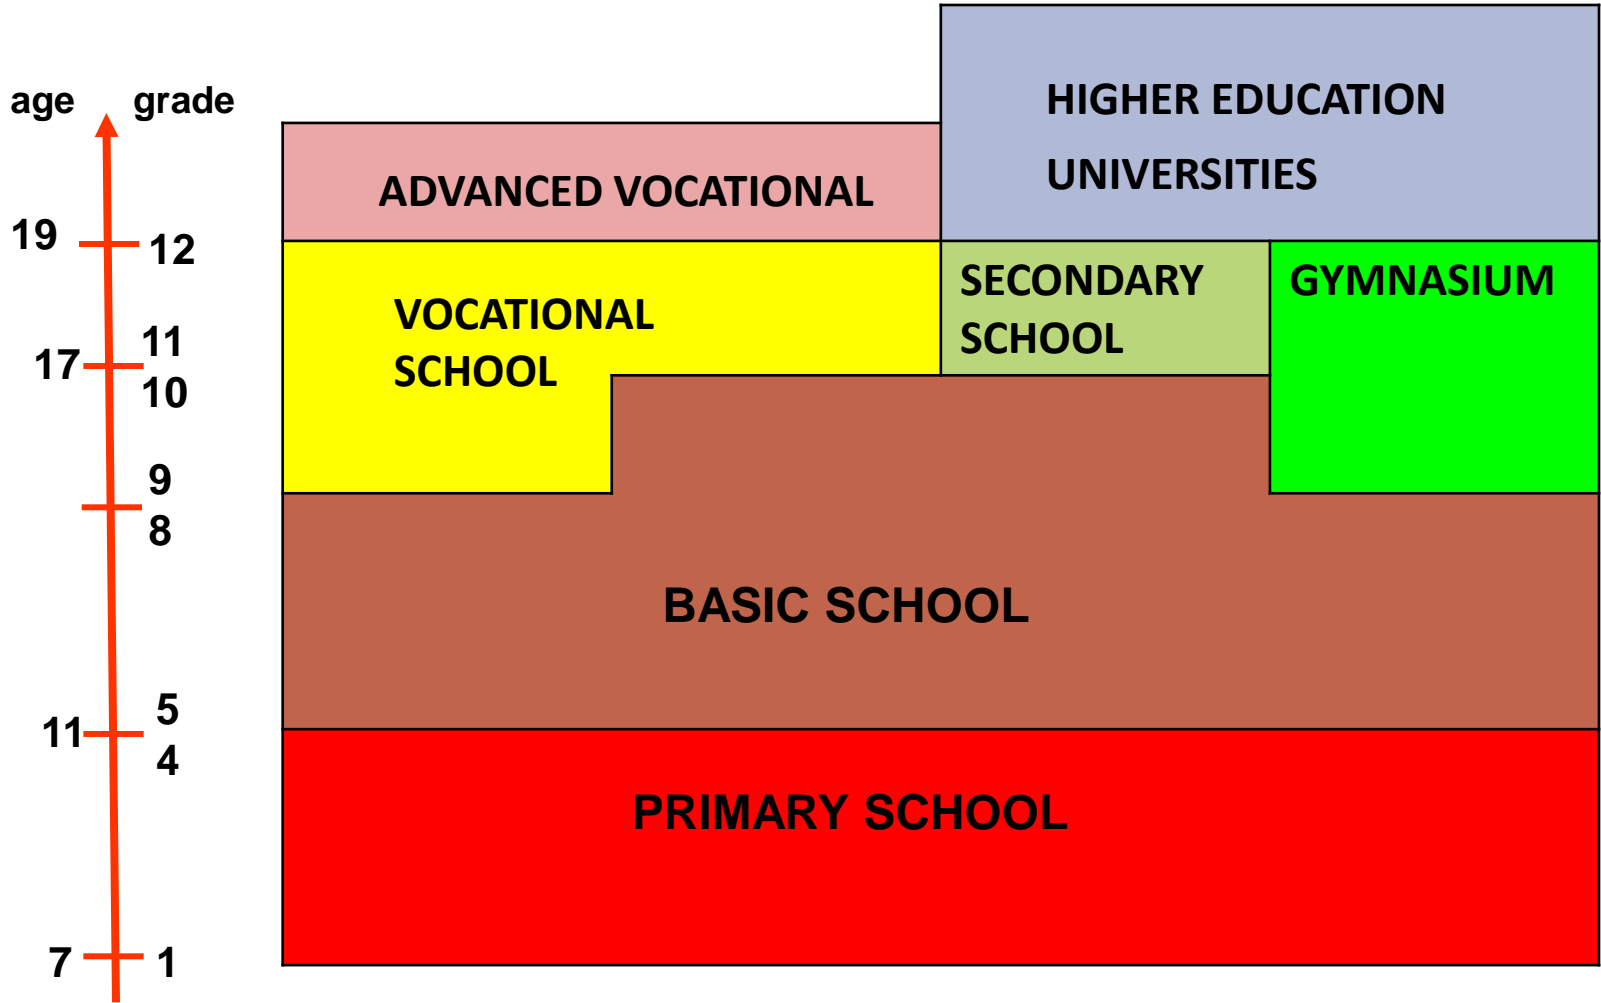 age grade
HIGHER EDUCATION
UNIVERSITIES
ADVANCED VOCATIONAL
19 12
SECONDARY
SCHOOL
GYMNASIUM
VOCATIONAL
SCHOOL
11
17
10
9
8
BASIC SCHOOL
5
11
4
PRIMARY SCHOOL
7 1